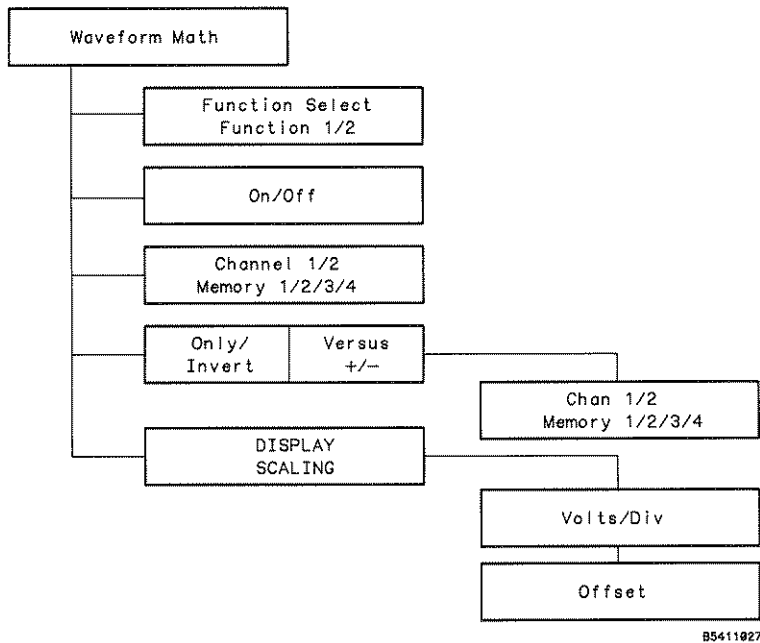 Waveform Math
Function Select
Function 1/2
On/Off
Channel 1/2
Memory 1/2/3/4
Only/
Invert
Versus
+/−
Chan 1/2
Memory 1/2/3/4
DISPLAY
SCALING
Volts/Div
Offset
B5411027